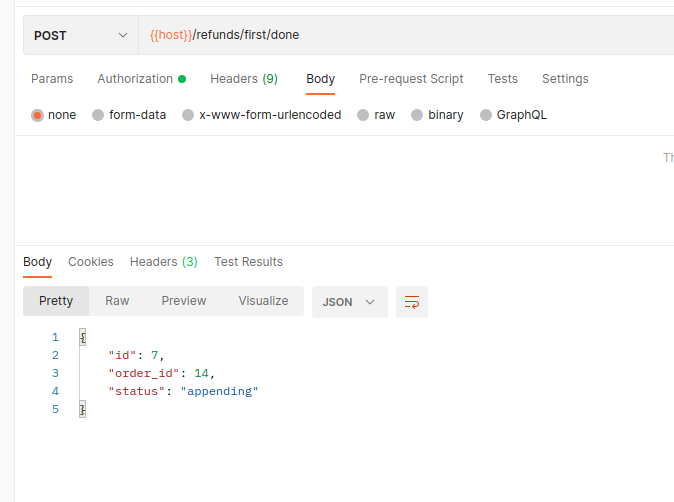 POST {{host}}/refunds/first/done
Params Authorization Headers (9) Body Pre-request Script Tests Settings
none form-data x-www-form-urlencoded raw binary GraphQL
Th
Body Cookies Headers (3) Test Results
Pretty Raw Preview Visualize JSON
1 {
2 "id": 7,
3 "order_id": 14,
4 "status": "appending"
5 }